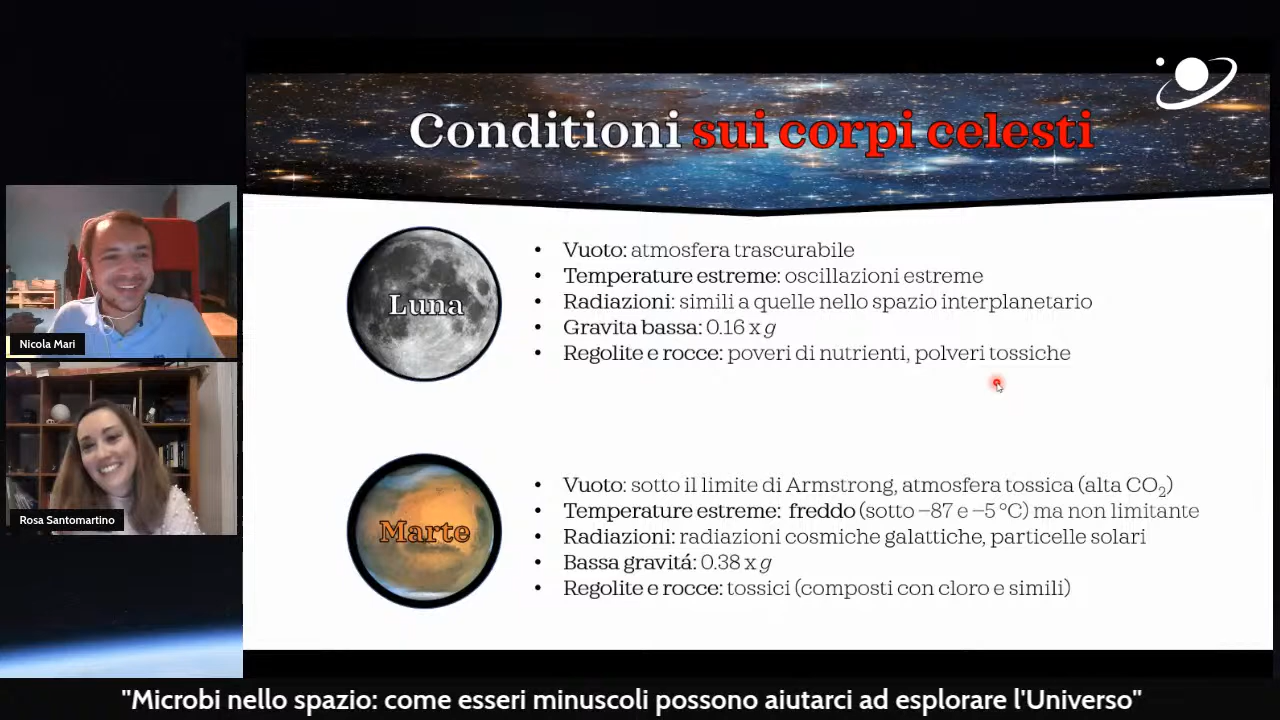 Conditioni sui corpi celesti
Luna
• Vuoto: atmosfera trascurabile
• Temperature estreme: oscillazioni estreme
• Radiazioni: simili a quelle nello spazio interplanetario
• Gravita bassa: 0.16 x g
• Regolite e rocce: poveri di nutrienti, polveri tossiche
Nicola Mari
Rosa Santomartino
Marte
• Vuoto: sotto il limite di Armstrong, atmosfera tossica (alta CO₂)
• Temperature estreme: freddo (sotto –87 e –5 °C) ma non limitante
• Radiazioni: radiazioni cosmiche galattiche, particelle solari
• Bassa gravitá: 0.38 x g
• Regolite e rocce: tossici (composti con cloro e simili)
"Microbi nello spazio: come esseri minuscoli possono aiutarci ad esplorare l'Universo"